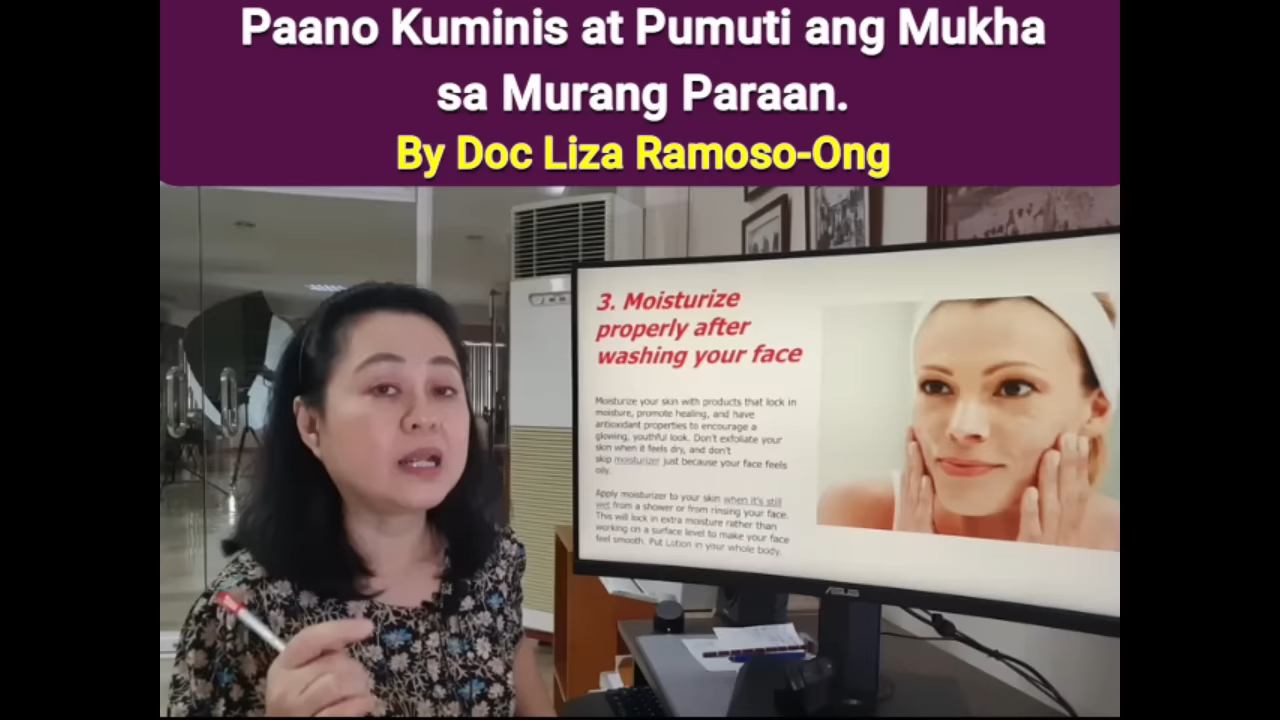 Paano Kuminis at Pumuti ang Mukha
sa Murang Paraan.
By Doc Liza Ramoso-Ong
3. Moisturize
properly after
washing your face
Moisturize your skin with products that lock in
moisture, promote healing, and have
antioxidant properties to encourage a
glowing, youthful look. Don't exfoliate your
skin when it feels dry, and don't
skip moisturizer just because your face feels
oily.
Apply moisturizer to your skin when it's still
wet from a shower or from rinsing your face.
This will lock in extra moisture rather than
working on a surface level to make your face
feel smooth. Put Lotion in your whole body.
ASUS